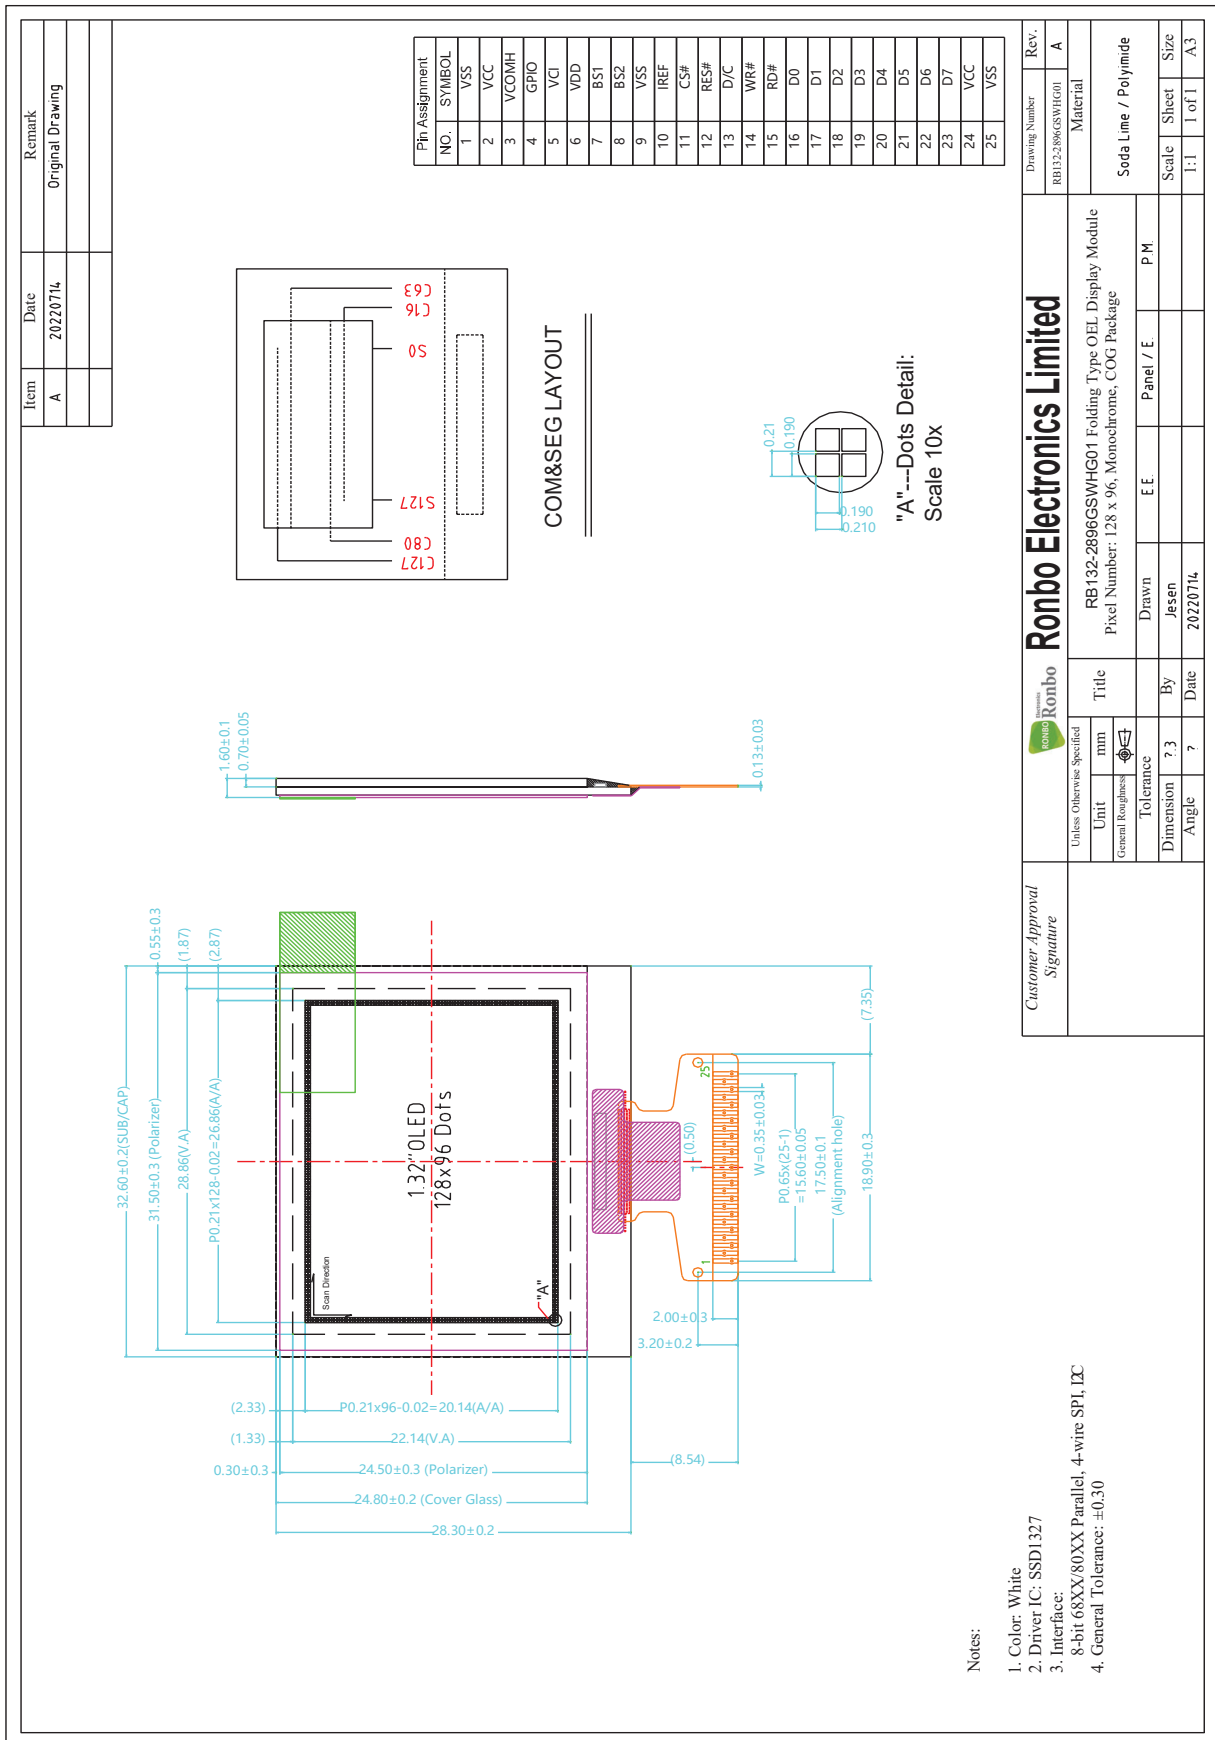 Item Date Remark
A 20220714 Original Drawing
Pin Assignment
NO. SYMBOL
1 VSS
2 VCC
3 VCOMH
4 GPIO
5 VCI
6 VDD
7 BS1
8 BS2
9 VSS
10 IREF
11 CS#
12 RES#
13 D/C
14 WR#
15 RD#
16 D0
17 D1
18 D2
19 D3
20 D4
21 D5
22 D6
23 D7
24 VCC
25 VSS
C127
C80
S127
S0
C16
C63
COM&SEG LAYOUT
0.21
0.190
0.190
0.210
"A"---Dots Detail:
Scale 10x
1.60±0.1
0.70±0.05
0.13±0.03
32.60±0.2(SUB/CAP)
31.50±0.3 (Polarizer)
0.55±0.3
28.86(V.A)
(1.87)
P0.21x128-0.02=26.86(A/A)
(2.87)
Scan Direction
1.32"OLED
128x96 Dots
"A"
(2.33)
P0.21x96-0.02=20.14(A/A)
(1.33)
22.14(V.A)
0.30±0.3
24.50±0.3 (Polarizer)
24.80±0.2 (Cover Glass)
28.30±0.2
(8.54)
2.00±0.3
3.20±0.2
1
25
(0.50)
W=0.35±0.03
P0.65x(25-1)
=15.60±0.05
17.50±0.1
(Alignment hole)
18.90±0.3
(7.35)
Notes:
1. Color: White
2. Driver IC: SSD1327
3. Interface:
8-bit 68XX/80XX Parallel, 4-wire SPI, I2C
4. General Tolerance: ±0.30
Customer Approval
Signature
RONBO Electronics Ronbo
Ronbo Electronics Limited
Drawing Number Rev.
RB132-2896GSWHG01 A
Unless Otherwise Specified
Unit mm
General Roughness
Tolerance
Dimension ?.3
Angle ?
Title
RB132-2896GSWHG01 Folding Type OEL Display Module
Pixel Number: 128 x 96, Monochrome, COG Package
Material
Soda Lime / Polyimide
Drawn E.E. Panel / E. P.M.
By Jesen
Date 20220714
Scale Sheet Size
1:1 1 of 1 A3